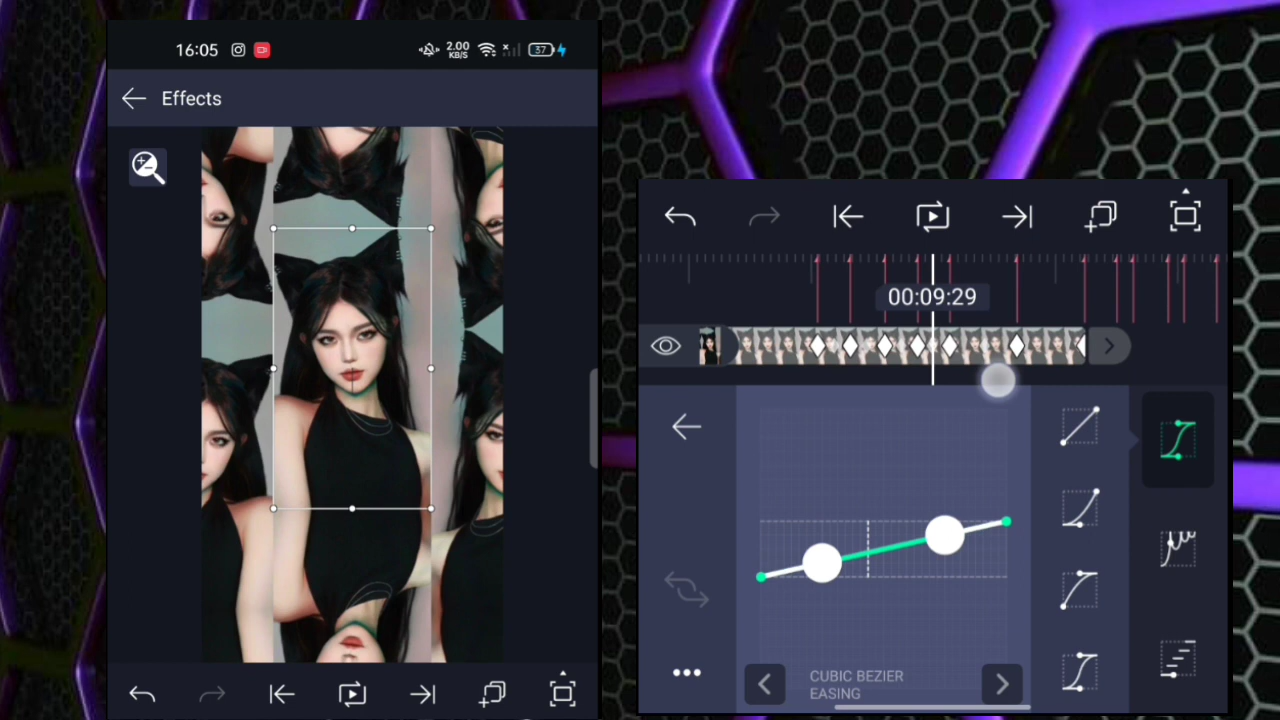 16:05
2.00
KB/S
37
Effects
00:09:29
CUBIC BEZIER
EASING